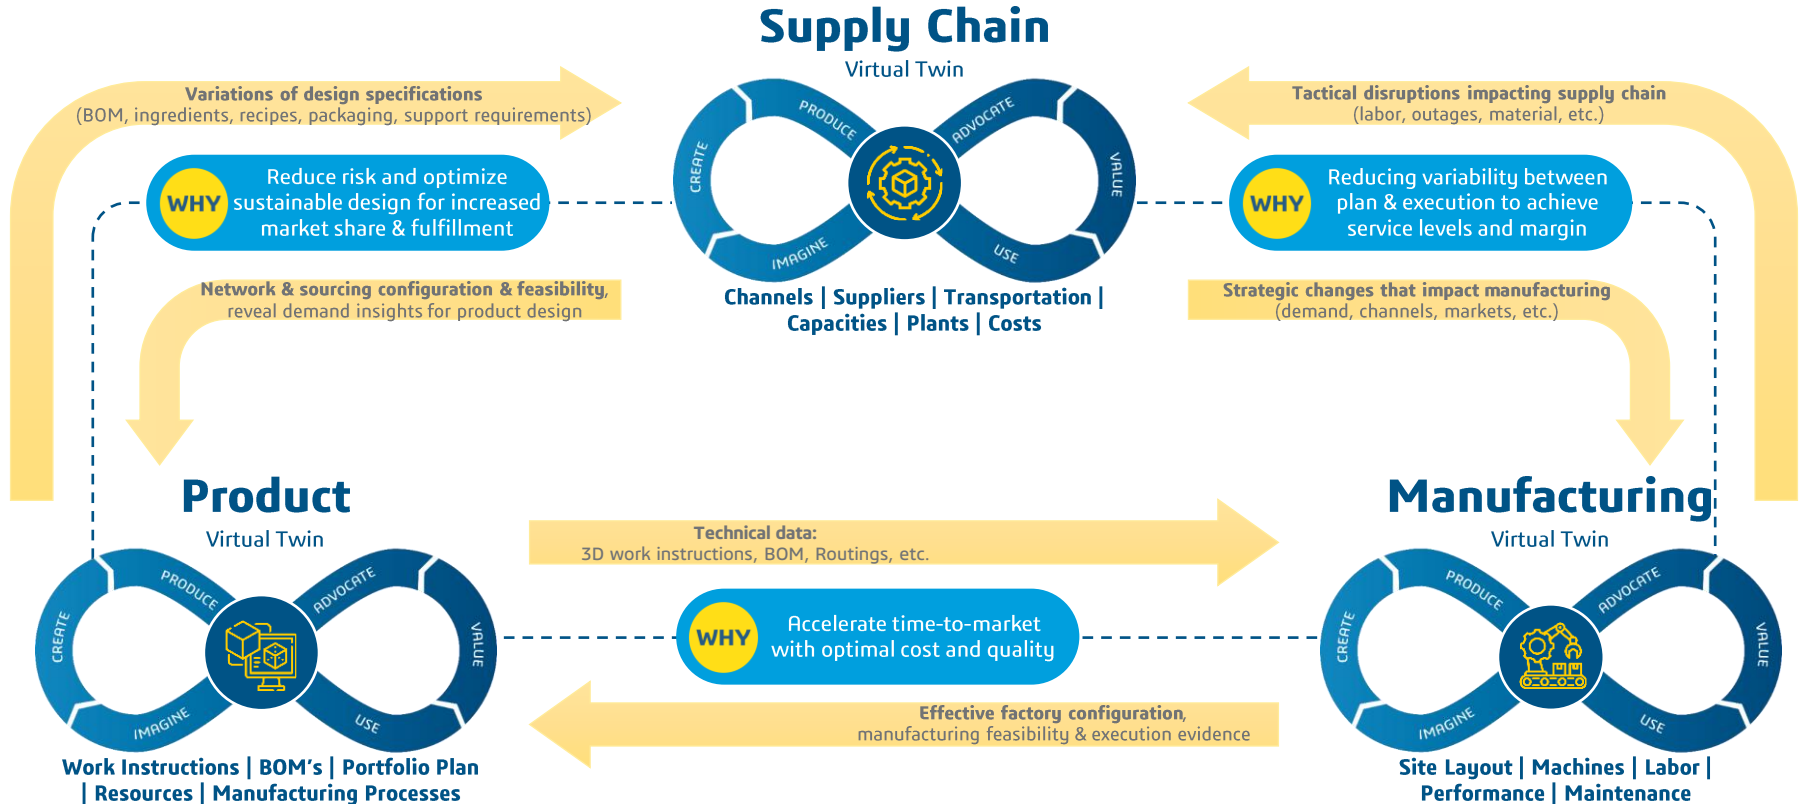 Supply Chain
Virtual Twin
Variations of design specifications
(BOM, ingredients, recipes, packaging, support requirements)
Tactical disruptions impacting supply chain
(labor, outages, material, etc.)
PRODUCE
ADVOCATE
CREATE
VALUE
IMAGINE
USE
WHY
Reduce risk and optimize
sustainable design for increased
market share & fulfillment
WHY
Reducing variability between
plan & execution to achieve
service levels and margin
Network & sourcing configuration & feasibility,
reveal demand insights for product design
Channels | Suppliers | Transportation |
Capacities | Plants | Costs
Strategic changes that impact manufacturing
(demand, channels, markets, etc.)
Product
Virtual Twin
Manufacturing
Virtual Twin
Technical data:
3D work instructions, BOM, Routings, etc.
PRODUCE
ADVOCATE
CREATE
VALUE
IMAGINE
USE
WHY
Accelerate time-to-market
with optimal cost and quality
PRODUCE
ADVOCATE
CREATE
VALUE
IMAGINE
USE
Effective factory configuration,
manufacturing feasibility & execution evidence
Work Instructions | BOM's | Portfolio Plan
| Resources | Manufacturing Processes
Site Layout | Machines | Labor |
Performance | Maintenance